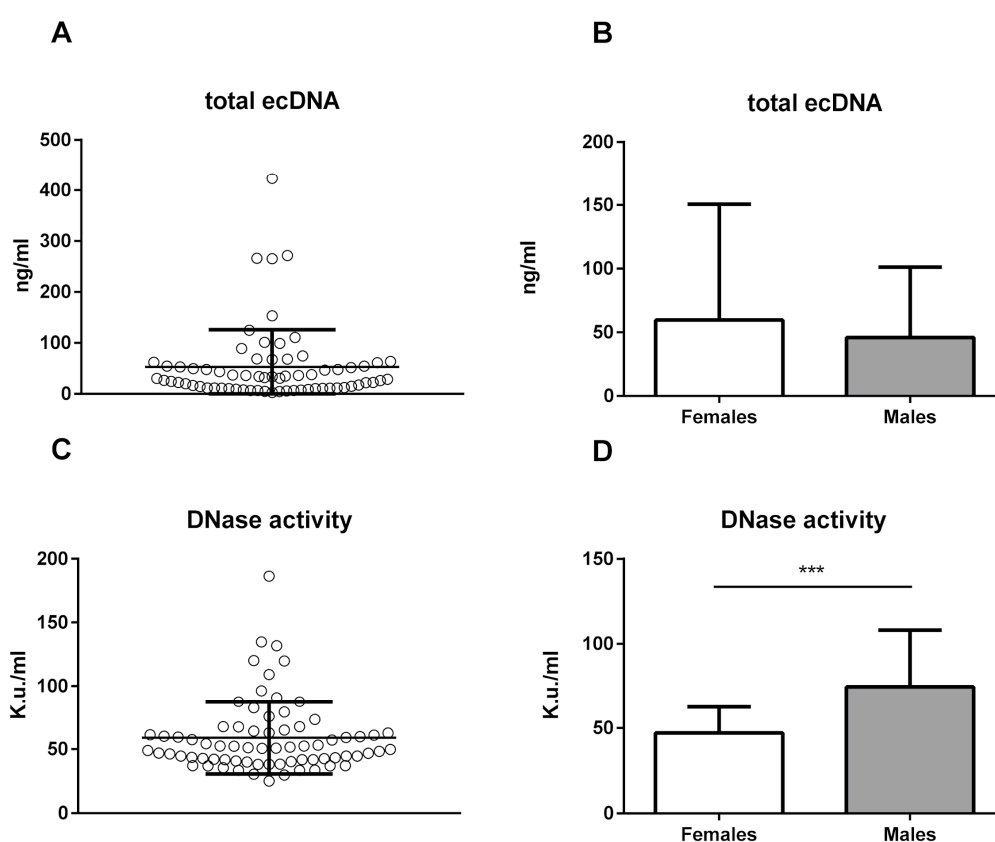 A
total ecDNA
500
400
300
200
100
0
ng/ml
B
total ecDNA
200
150
100
50
0
ng/ml
Females Males
C
DNase activity
200
150
100
50
0
K.u./ml
D
DNase activity
150
100
50
0
K.u./ml
***
Females Males